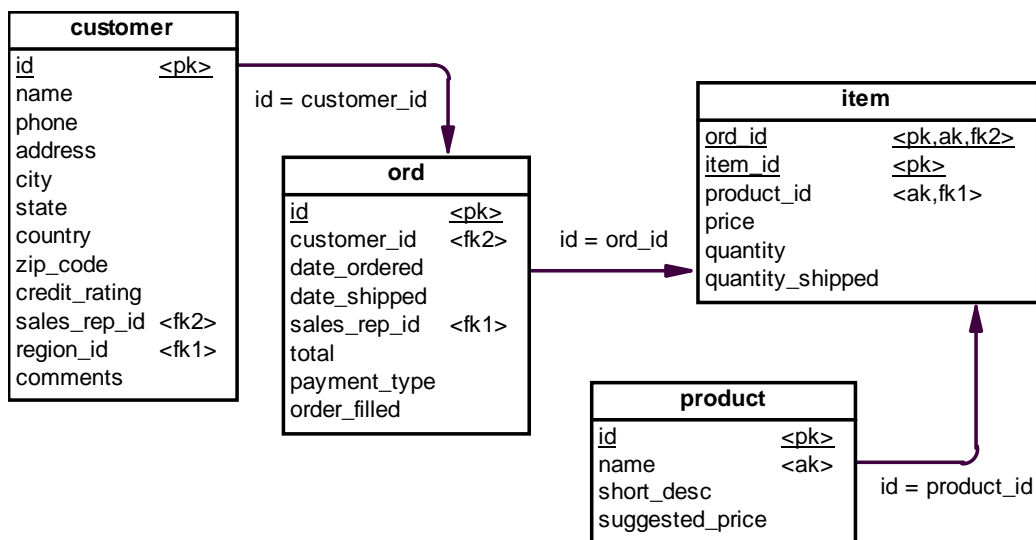 customer
id <pk>
name
phone
address
city
state
country
zip_code
credit_rating
sales_rep_id <fk2>
region_id <fk1>
comments
id = customer_id
ord
id <pk>
customer_id <fk2>
date_ordered
date_shipped
sales_rep_id <fk1>
total
payment_type
order_filled
id = ord_id
item
ord_id <pk,ak,fk2>
item_id <pk>
product_id <ak,fk1>
price
quantity
quantity_shipped
product
id <pk>
name <ak>
short_desc
suggested_price
id = product_id